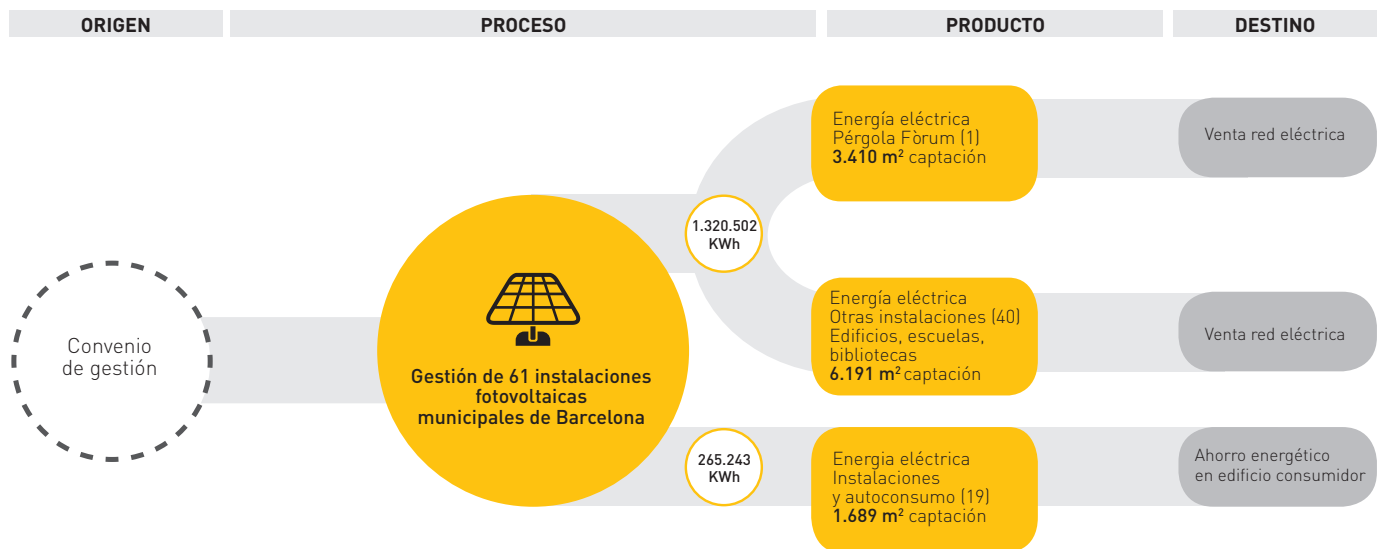 ORIGEN
PROCESO
PRODUCTO
DESTINO
Convenio
de gestión
Gestión de 61 instalaciones
fotovoltaicas
municipales de Barcelona
1.320.502
KWh
265.243
KWh
Energía eléctrica
Pérgola Fòrum (1)
3.410 m² captación
Venta red eléctrica
Energía eléctrica
Otras instalaciones (40)
Edificios, escuelas,
bibliotecas
6.191 m² captación
Venta red eléctrica
Energia eléctrica
Instalaciones
y autoconsumo (19)
1.689 m² captación
Ahorro energético
en edificio consumidor